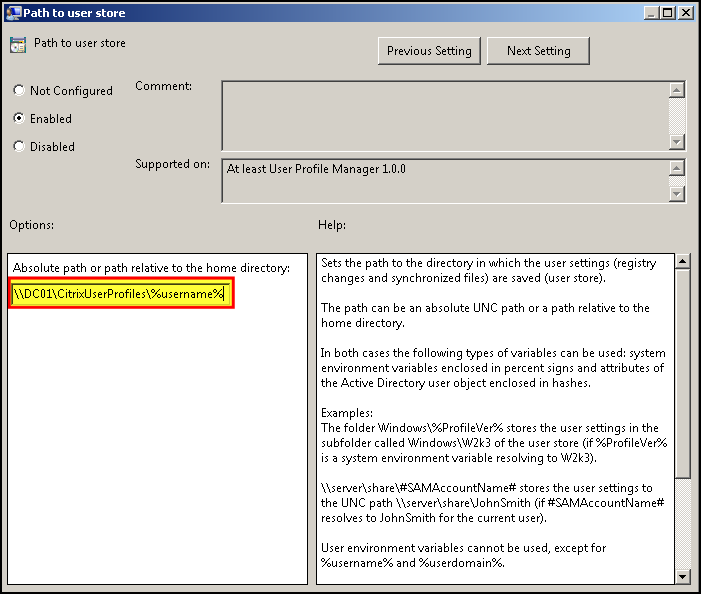 Path to user store
Path to user store
Previous Setting
Next Setting
Not Configured
Enabled
Disabled
Comment:
Supported on:
At least User Profile Manager 1.0.0
Options:
Help:
Absolute path or path relative to the home directory:
\\DC01\CitrixUserProfiles\%username%
Sets the path to the directory in which the user settings (registry
changes and synchronized files) are saved (user store).
The path can be an absolute UNC path or a path relative to the
home directory.
In both cases the following types of variables can be used: system
environment variables enclosed in percent signs and attributes of
the Active Directory user object enclosed in hashes.
Examples:
The folder Windows\%ProfileVer% stores the user settings in the
subfolder called Windows\W2k3 of the user store (if %ProfileVer%
is a system environment variable resolving to W2k3).
\\server\share\#SAMAccountName# stores the user settings to
the UNC path \\server\share\JohnSmith (if #SAMAccountName#
resolves to JohnSmith for the current user).
User environment variables cannot be used, except for
%username% and %userdomain%.